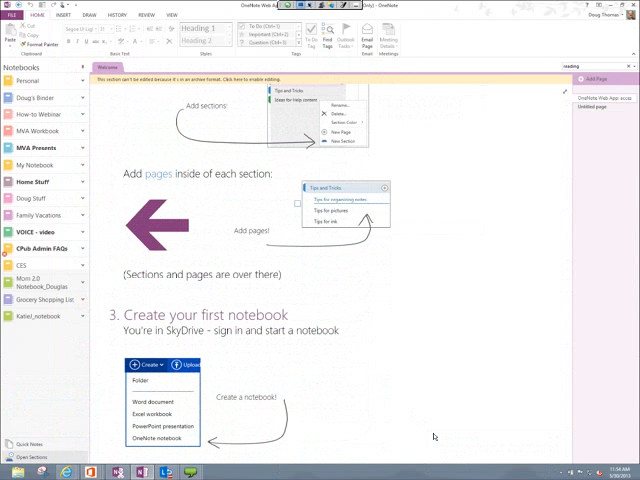 OneNote Web App
Only) - OneNote
FILE HOME INSERT DRAW HISTORY REVIEW VIEW
Doug Thomas
Paste
Cut
Copy
Format Painter
Clipboard
Basic Text
Heading 1
Heading 2
Styles
To Do (Ctrl+1)
Important (Ctrl+2)
Question (Ctrl+3)
Tags
To Do Tag
Find Tags
Outlook Tasks
Email Page
Email
Meeting Details
Meetings
Notebooks
Welcome
reading
This section can't be edited because it's in an archive format. Click here to enable editing.
Add Page
OneNote Web App: access
Untitled page
Personal
Doug's Binder
How-to Webinar
MVA Workbook
MVA Presents
My Notebook
Home Stuff
Doug Stuff
Family Vacations
VOICE - video
CPub Admin FAQs
CES
Mom 2.0
Notebook_Douglas
Grocery Shopping List
KatieJ_notebook
Quick Notes
Open Sections
Add sections:
Tips and Tricks
Ideas for Help content
Rename...
Delete...
Section Color
New Page
New Section
Add pages inside of each section:
Tips and Tricks
Tips for organizing notes
Tips for pictures
Tips for ink
Add pages!
(Sections and pages are over there)
3. Create your first notebook
You're in SkyDrive - sign in and start a notebook
Create
Upload
Folder
Word document
Excel workbook
PowerPoint presentation
OneNote notebook
Create a notebook!
11:54 AM
5/30/2013